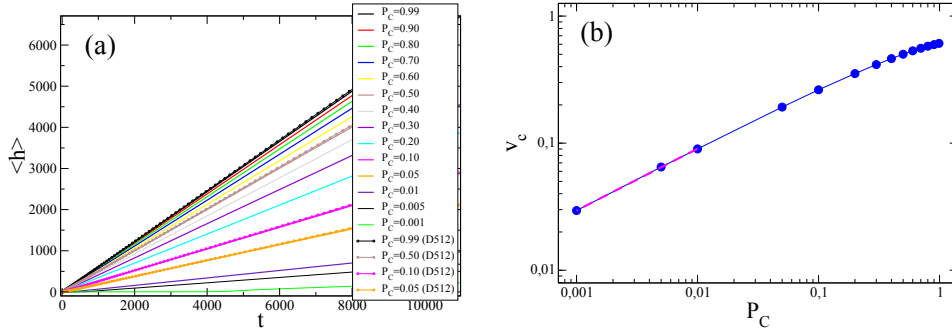 (a)
<h>
6000
5000
4000
3000
2000
1000
0
0 2000 4000 6000 8000 10000
t
P_C=0.99
P_C=0.90
P_C=0.80
P_C=0.70
P_C=0.60
P_C=0.50
P_C=0.40
P_C=0.30
P_C=0.20
P_C=0.10
P_C=0.05
P_C=0.01
P_C=0.005
P_C=0.001
P_C=0.99 (D512)
P_C=0.50 (D512)
P_C=0.10 (D512)
P_C=0.05 (D512)
(b)
v_c
1
0,1
0,01
0,001 0,01 0,1 1
P_C